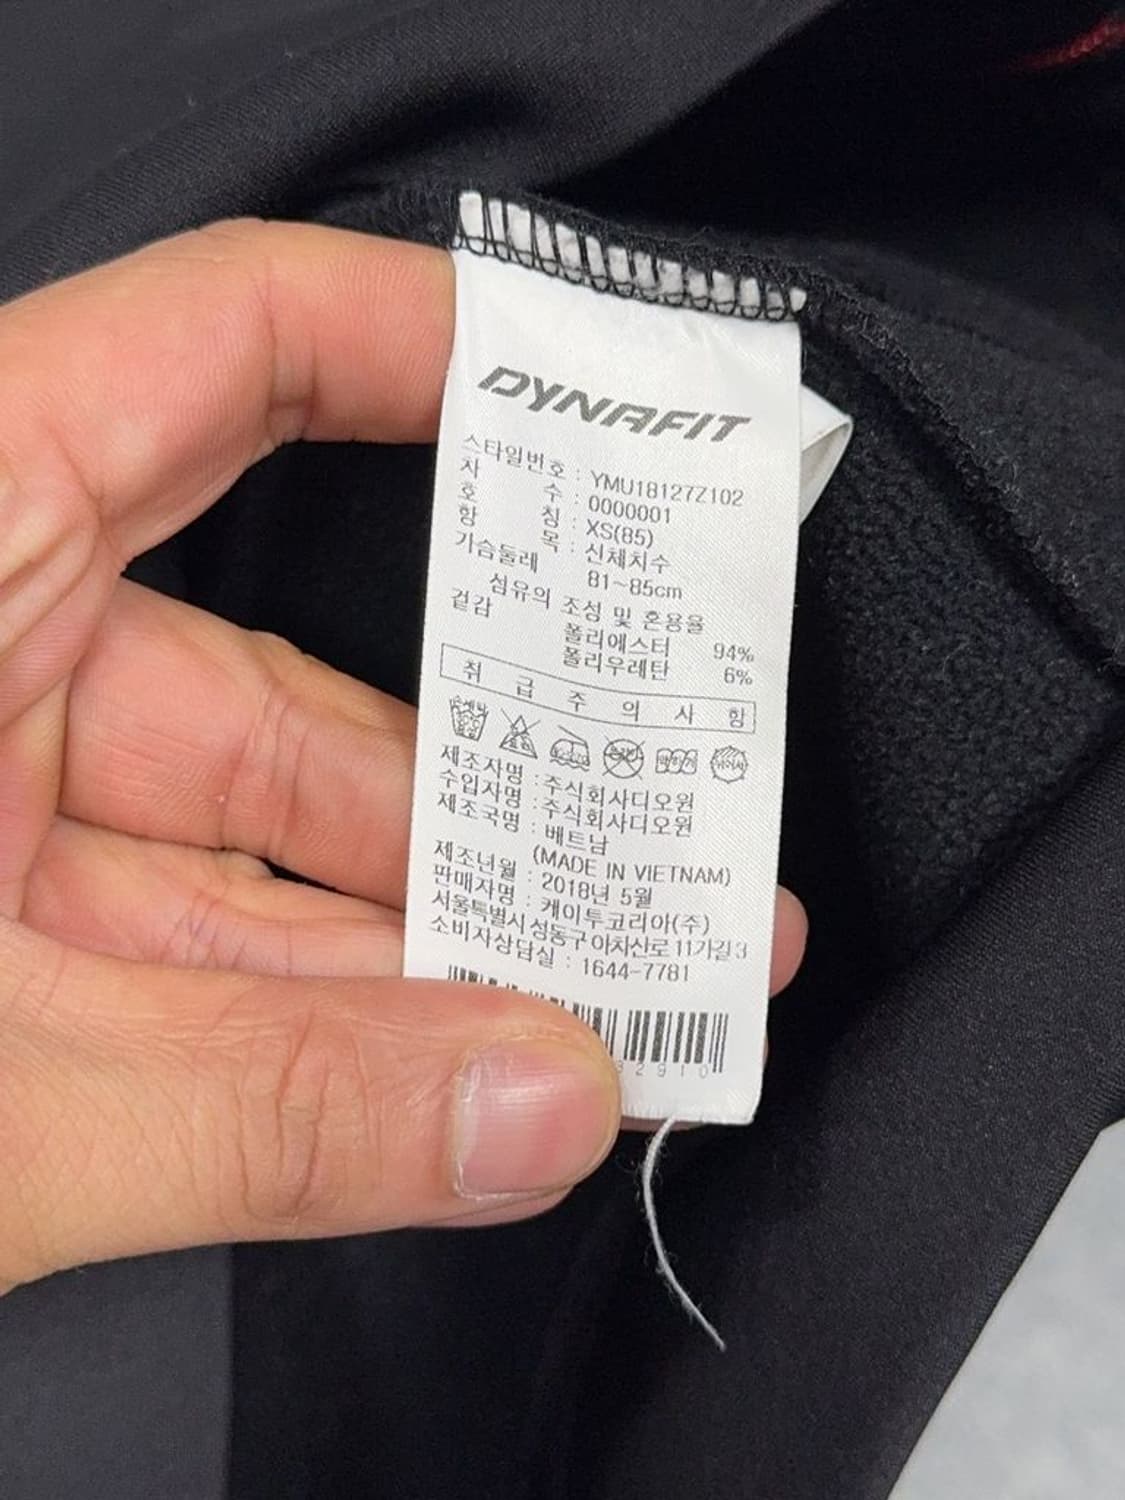 DYNAFIT
스타일번호 : YMU18127Z102
차 수 : 0000001
호 칭 : XS(85)
항 목 : 신체치수
가슴둘레 81~85cm
섬유의 조성 및 혼용율
겉감 폴리에스터 94%
폴리우레탄 6%
취 급 주 의 사 항
제조자명 : 주식회사디오원
수입자명 : 주식회사디오원
제조국명 : 베트남
(MADE IN VIETNAM)
제조년월 : 2018년 5월
판매자명 : 케이투코리아(주)
서울특별시 성동구 아차산로 11가길 3
소비자상담실 : 1644-7781
2910